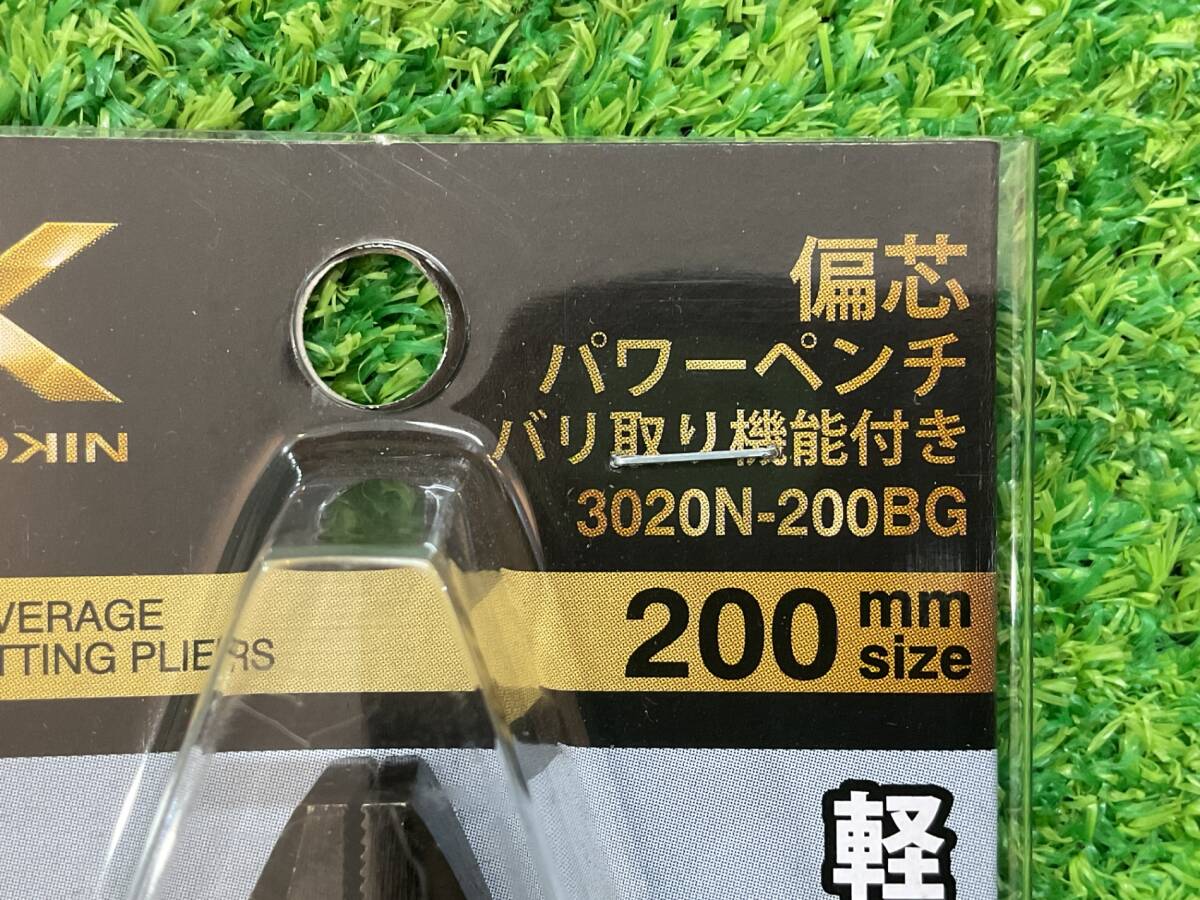 X
偏芯
パワーペンチ
バリ取り機能付き
NIK
3020N-200BG
VERAGE
TTING PLIERS
200 mm size
軽